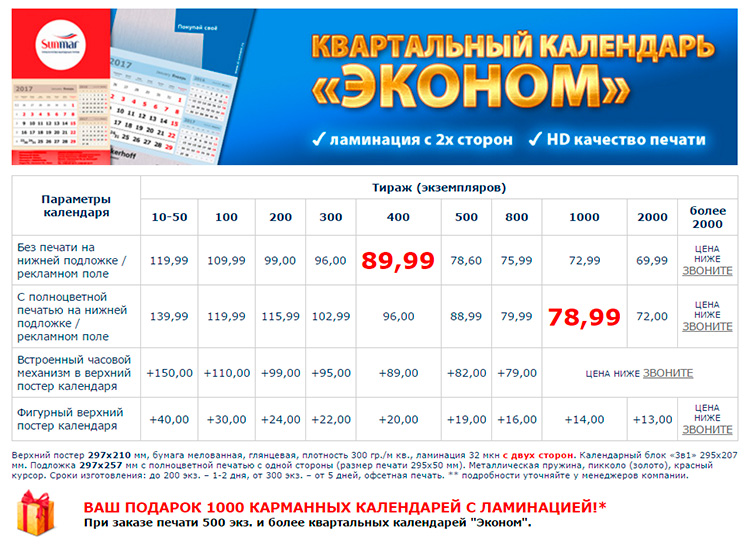 Sunmar
Покупай своё
2017
2017
kerhoff
КВАРТАЛЬНЫЙ КАЛЕНДАРЬ
«ЭКОНОМ»
✓ ламинация с 2х сторон ✓ HD качество печати
Параметры календаря
Тираж (экземпляров)
10-50 100 200 300 400 500 800 1000 2000 более 2000
Без печати на
нижней подложке /
рекламном поле
119,99 109,99 99,00 96,00 89,99 78,60 75,99 72,99 69,99
ЦЕНА
НИЖЕ
ЗВОНИТЕ
С полноцветной
печатью на нижней
подложке /
рекламном поле
139,99 119,99 115,99 102,99 96,00 88,99 79,99 78,99 72,00
ЦЕНА
НИЖЕ
ЗВОНИТЕ
Встроенный часовой
механизм в верхний
постер календаря
+150,00 +110,00 +99,00 +95,00 +89,00 +82,00 +79,00 ЦЕНА НИЖЕ ЗВОНИТЕ
Фигурный верхний
постер календаря
+40,00 +30,00 +24,00 +22,00 +20,00 +19,00 +16,00 +14,00 +13,00
ЦЕНА
НИЖЕ
ЗВОНИТЕ
Верхний постер 297x210 мм, бумага мелованная, глянцевая, плотность 300 гр./м кв., ламинация 32 мкн с двух сторон. Календарный блок «3в1» 295x207
мм. Подложка 297x257 мм с полноцветной печатью с одной стороны (размер печати 295x50 мм). Металлическая пружина, пикколо (золото), красный
курсор. Сроки изготовления: до 200 экз. – 1-2 дня, от 300 экз. – от 5 дней, офсетная печать. ** подробности уточняйте у менеджеров компании.
ВАШ ПОДАРОК 1000 КАРМАННЫХ КАЛЕНДАРЕЙ С ЛАМИНАЦИЕЙ!*
При заказе печати 500 экз. и более квартальных календарей "Эконом".